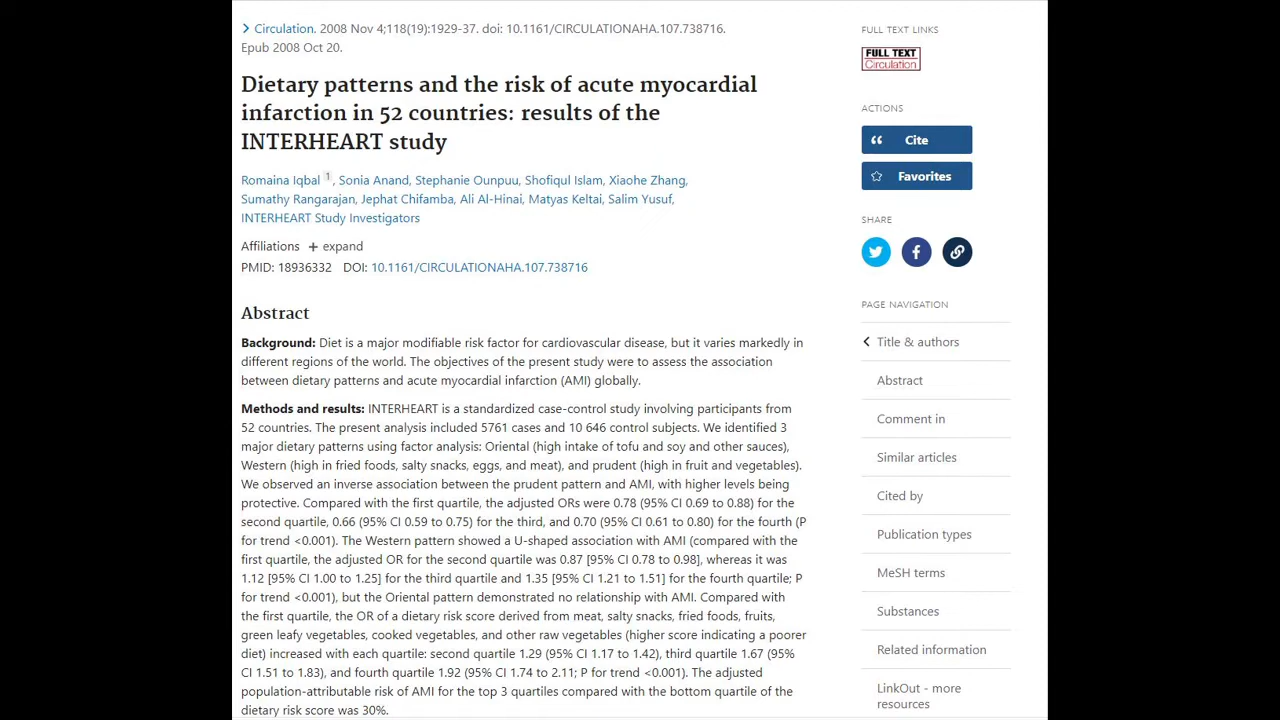 Circulation. 2008 Nov 4;118(19):1929-37. doi: 10.1161/CIRCULATIONAHA.107.738716.
Epub 2008 Oct 20.
Dietary patterns and the risk of acute myocardial
infarction in 52 countries: results of the
INTERHEART study
Romaina Iqbal 1, Sonia Anand, Stephanie Ounpuu, Shofiqul Islam, Xiaohe Zhang,
Sumathy Rangarajan, Jephat Chifamba, Ali Al-Hinai, Matyas Keltai, Salim Yusuf,
INTERHEART Study Investigators
Affiliations + expand
PMID: 18936332 DOI: 10.1161/CIRCULATIONAHA.107.738716
Abstract
Background: Diet is a major modifiable risk factor for cardiovascular disease, but it varies markedly in
different regions of the world. The objectives of the present study were to assess the association
between dietary patterns and acute myocardial infarction (AMI) globally.
Methods and results: INTERHEART is a standardized case-control study involving participants from
52 countries. The present analysis included 5761 cases and 10 646 control subjects. We identified 3
major dietary patterns using factor analysis: Oriental (high intake of tofu and soy and other sauces),
Western (high in fried foods, salty snacks, eggs, and meat), and prudent (high in fruit and vegetables).
We observed an inverse association between the prudent pattern and AMI, with higher levels being
protective. Compared with the first quartile, the adjusted ORs were 0.78 (95% CI 0.69 to 0.88) for the
second quartile, 0.66 (95% CI 0.59 to 0.75) for the third, and 0.70 (95% CI 0.61 to 0.80) for the fourth (P
for trend <0.001). The Western pattern showed a U-shaped association with AMI (compared with the
first quartile, the adjusted OR for the second quartile was 0.87 [95% CI 0.78 to 0.98], whereas it was
1.12 [95% CI 1.00 to 1.25] for the third quartile and 1.35 [95% CI 1.21 to 1.51] for the fourth quartile; P
for trend <0.001), but the Oriental pattern demonstrated no relationship with AMI. Compared with
the first quartile, the OR of a dietary risk score derived from meat, salty snacks, fried foods, fruits,
green leafy vegetables, cooked vegetables, and other raw vegetables (higher score indicating a poorer
diet) increased with each quartile: second quartile 1.29 (95% CI 1.17 to 1.42), third quartile 1.67 (95%
CI 1.51 to 1.83), and fourth quartile 1.92 (95% CI 1.74 to 2.11; P for trend <0.001). The adjusted
population-attributable risk of AMI for the top 3 quartiles compared with the bottom quartile of the
dietary risk score was 30%.
FULL TEXT LINKS
FULL TEXT
Circulation
ACTIONS
Cite
Favorites
SHARE
PAGE NAVIGATION
Title & authors
Abstract
Comment in
Similar articles
Cited by
Publication types
MeSH terms
Substances
Related information
LinkOut - more
resources